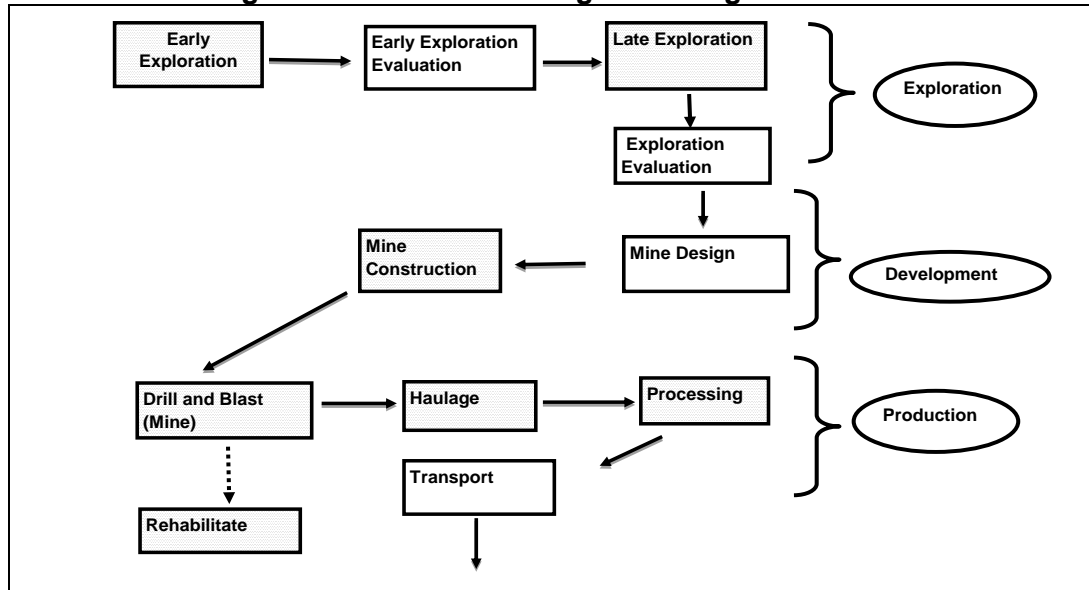 Early
Exploration
Early Exploration
Evaluation
Late Exploration
Exploration
Exploration
Evaluation
Mine
Construction
Mine Design
Development
Drill and Blast
(Mine)
Haulage
Processing
Production
Transport
Rehabilitate